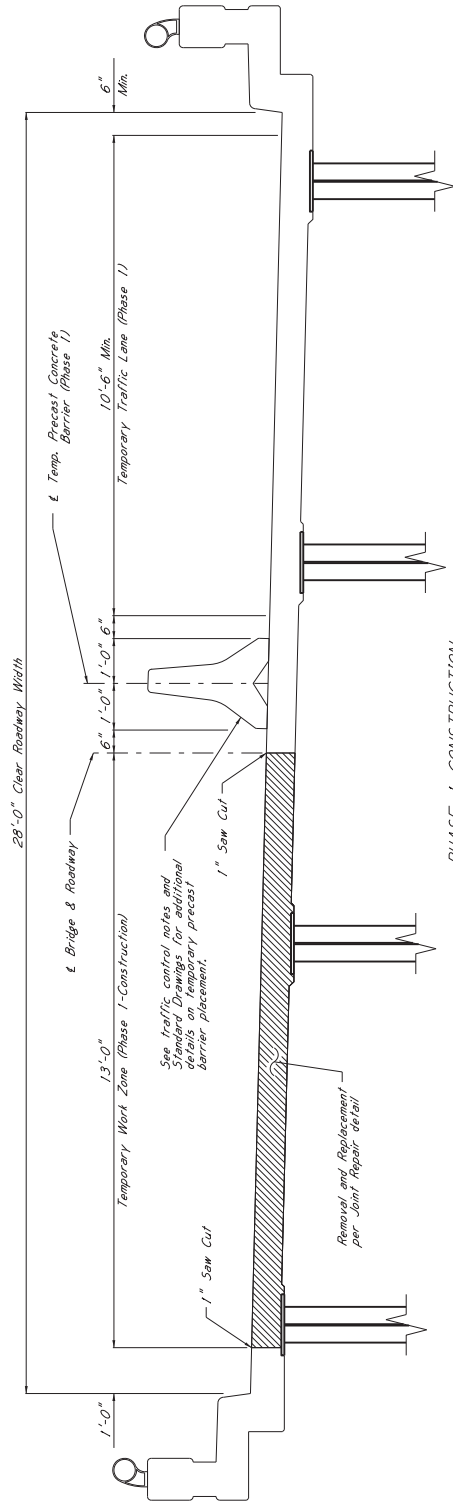 28'-0" Clear Roadway Width
℄ Bridge & Roadway
℄ Temp. Precast Concrete
Barrier (Phase 1)
1'-0"
13'-0"
Temporary Work Zone (Phase 1-Construction)
6"
1'-0"
1'-0"
6"
10'-6" Min.
Temporary Traffic Lane (Phase 1)
6"
Min.
1" Saw Cut
See traffic control notes and
Standard Drawings for additional
details on temporary precast
barrier placement.
1" Saw Cut
Removal and Replacement
per Joint Repair detail
PHASE 1 CONSTRUCTION